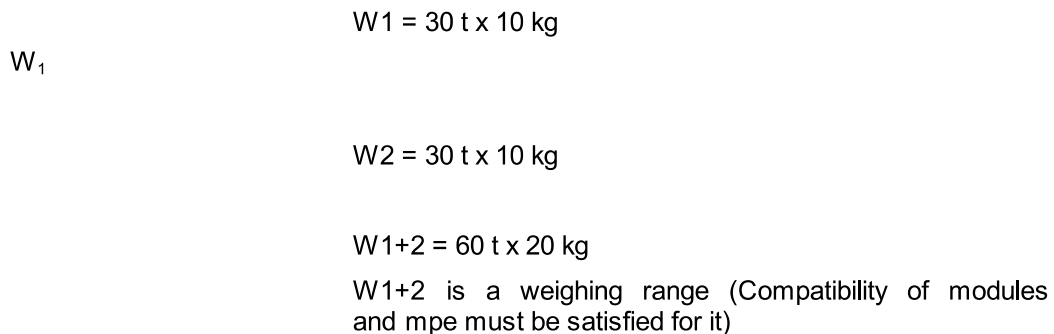 W1 = 30 t x 10 kg
W₁
W2 = 30 t x 10 kg
W1+2 = 60 t x 20 kg
W1+2 is a weighing range (Compatibility of modules
and mpe must be satisfied for it)